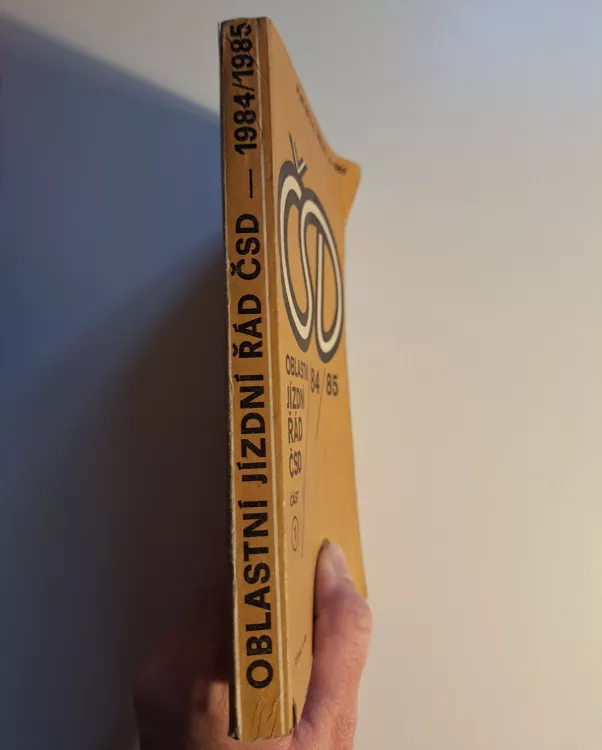 OBLASTNÍ JÍZDNÍ ŘÁD ČSD — 1984/1985
ČSD
OBLASTNÍ
JÍZDNÍ
ŘÁD
ČSD
84/85
ČÁST
1